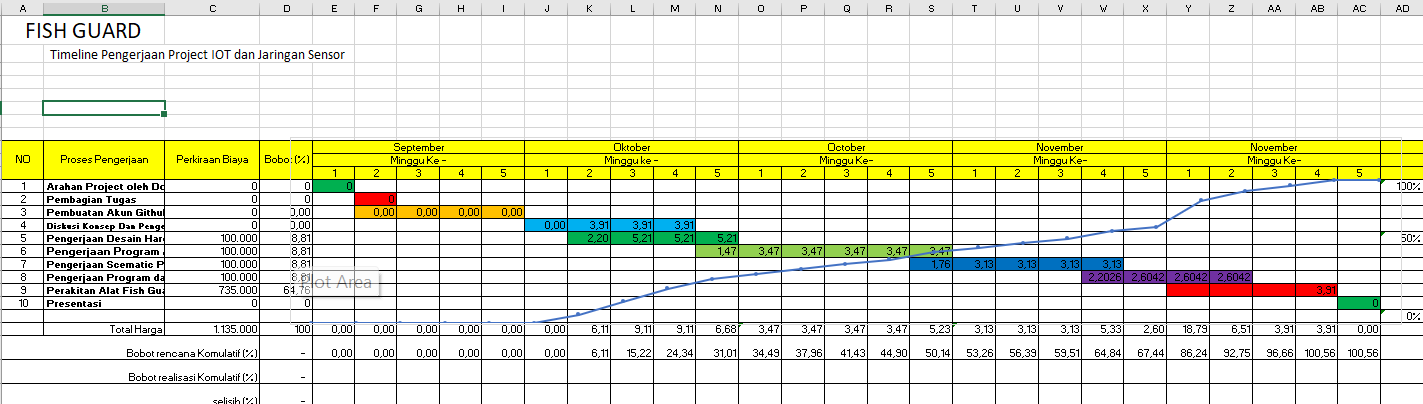 A B C D E F G H I J K L M N O P Q R S T U V W X Y Z AA AB AC AD
FISH GUARD
Timeline Pengerjaan Project IOT dan Jaringan Sensor
NO Proses Pengerjaan Perkiraan Biaya Bobot (%) September Oktober October November November
Minggu Ke - Minggu ke - Minggu Ke- Minggu Ke- Minggu Ke-
1 2 3 4 5 1 2 3 4 5 1 2 3 4 5 1 2 3 4 5 1 2 3 4 5
1 Arahan Project oleh Do 0 0 0 100%
2 Pembagian Tugas 0 0 0
3 Pembuatan Akun Githul 0 0,00 0,00 0,00 0,00 0,00
4 Diskusi Konsep Dan Penge 0 0,00 0,00 3,91 3,91 3,91
5 Pengerjaan Desain Har 100.000 8,81 2,20 5,21 5,21 5,21 50%
6 Pengerjaan Program 100.000 8,81 1,47 3,47 3,47 3,47 3,47 3,47
7 Pengerjaan Scematic P 100.000 8,81 1,76 3,13 3,13 3,13 3,13
8 Pengerjaan Program da 100.000 8,81 2,2026 2,6042 2,6042 2,6042
Plot Area
9 Perakitan Alat Fish Gua 735.000 64,76 3,91
10 Presentasi 0 0 0
0%
Total Harga 1.135.000 100 0,00 0,00 0,00 0,00 0,00 0,00 6,11 9,11 9,11 6,68 3,47 3,47 3,47 3,47 5,23 3,13 3,13 3,13 5,33 2,60 18,79 6,51 3,91 3,91 0,00
Bobot rencana Komulatif (%) - 0,00 0,00 0,00 0,00 0,00 0,00 6,11 15,22 24,34 31,01 34,49 37,96 41,43 44,90 50,14 53,26 56,39 59,51 64,84 67,44 86,24 92,75 96,66 100,56 100,56
Bobot realisasi Komulatif (%) -
selisih (%) -